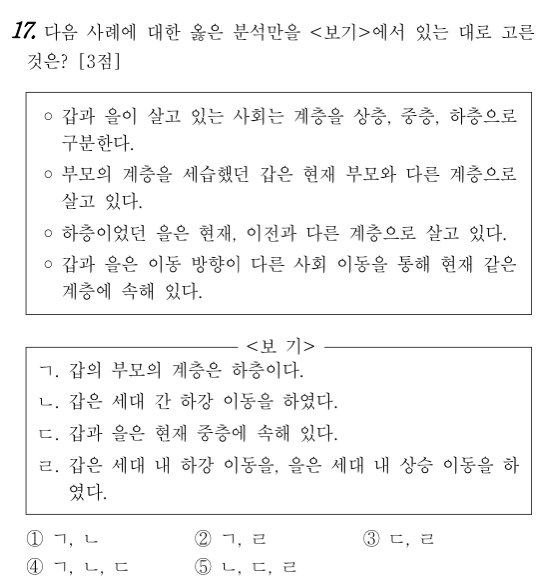 17. 다음 사례에 대한 옳은 분석만을 <보기>에서 있는 대로 고른
것은? [3점]
○ 갑과 을이 살고 있는 사회는 계층을 상층, 중층, 하층으로
구분한다.
○ 부모의 계층을 세습했던 갑은 현재 부모와 다른 계층으로
살고 있다.
○ 하층이었던 을은 현재, 이전과 다른 계층으로 살고 있다.
○ 갑과 을은 이동 방향이 다른 사회 이동을 통해 현재 같은
계층에 속해 있다.
<보 기>
ㄱ. 갑의 부모의 계층은 하층이다.
ㄴ. 갑은 세대 간 하강 이동을 하였다.
ㄷ. 갑과 을은 현재 중층에 속해 있다.
ㄹ. 갑은 세대 내 하강 이동을, 을은 세대 내 상승 이동을 하
였다.
① ㄱ, ㄴ ② ㄱ, ㄹ ③ ㄷ, ㄹ
④ ㄱ, ㄴ, ㄷ ⑤ ㄴ, ㄷ, ㄹ